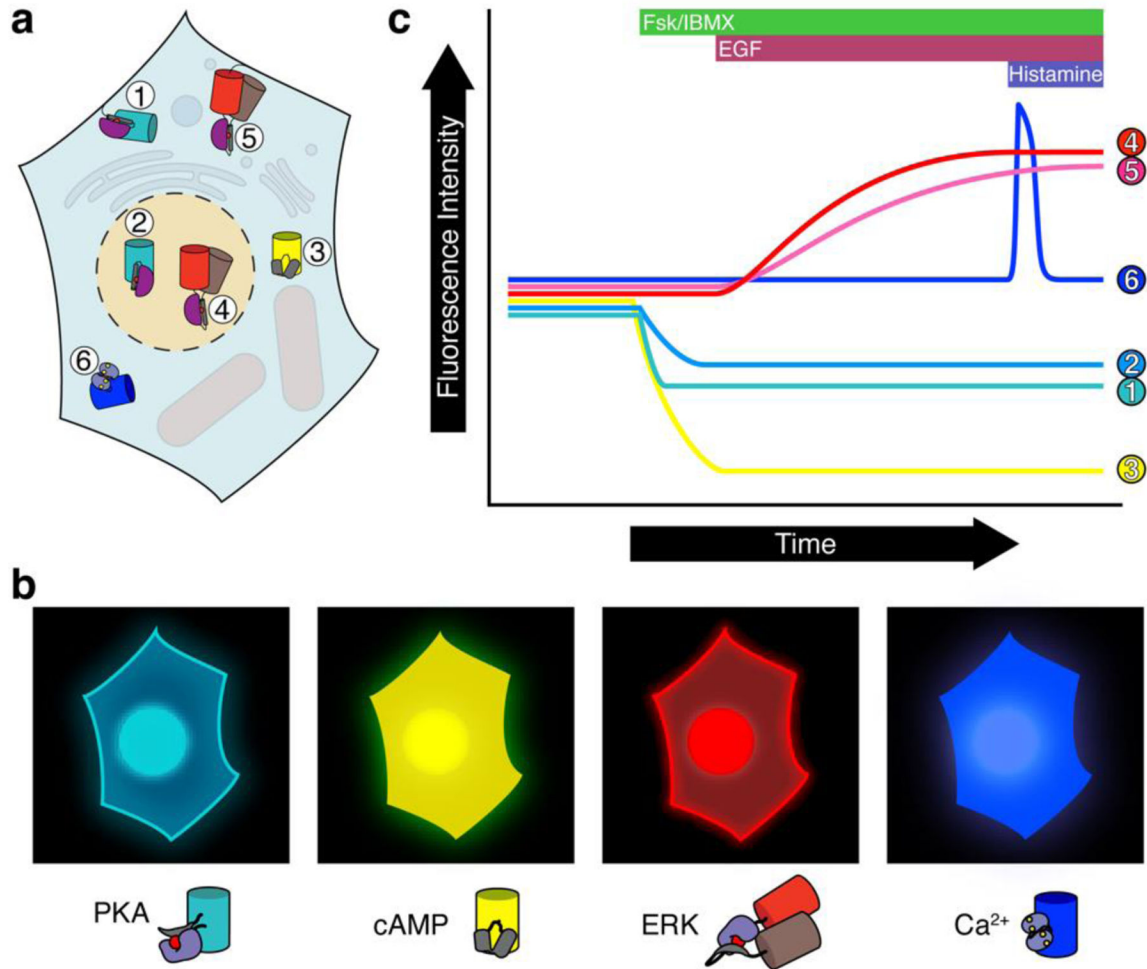 a
①
⑤
②
③
④
⑥
c
Fsk/IBMX
EGF
Histamine
Fluorescence Intensity
④
⑤
⑥
②
①
③
Time
b
PKA
cAMP
ERK
Ca²⁺